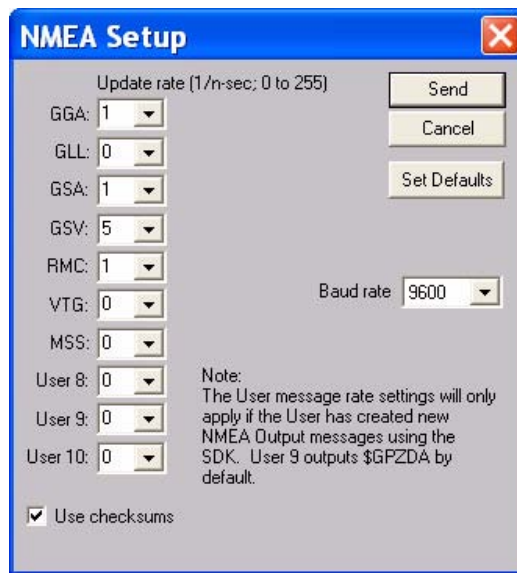 NMEA Setup
Update rate (1/n-sec; 0 to 255)
Send
GGA: 1
Cancel
GLL: 0
GSA: 1
Set Defaults
GSV: 5
RMC: 1
Baud rate 9600
VTG: 0
MSS: 0
User 8: 0
User 9: 0
User 10: 0
Note:
The User message rate settings will only
apply if the User has created new
NMEA Output messages using the
SDK. User 9 outputs $GPZDA by
default.
Use checksums